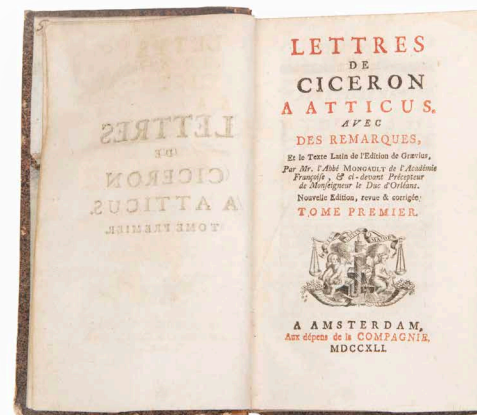 LETTRES
DE
CICERON
A ATTICUS.
AVEC
DES REMARQUES,
Et le Texte Latin de l'Edition de Grævius,
Par Mr. l'Abbé MONGAULT de l'Académie
Françoise, & ci-devant Précepteur
de Monseigneur le Duc d'Orléans.
Nouvelle Edition, revue & corrigée,
TOME PREMIER.
A AMSTERDAM,
Aux dépens de la COMPAGNIE.
MDCCXLI.